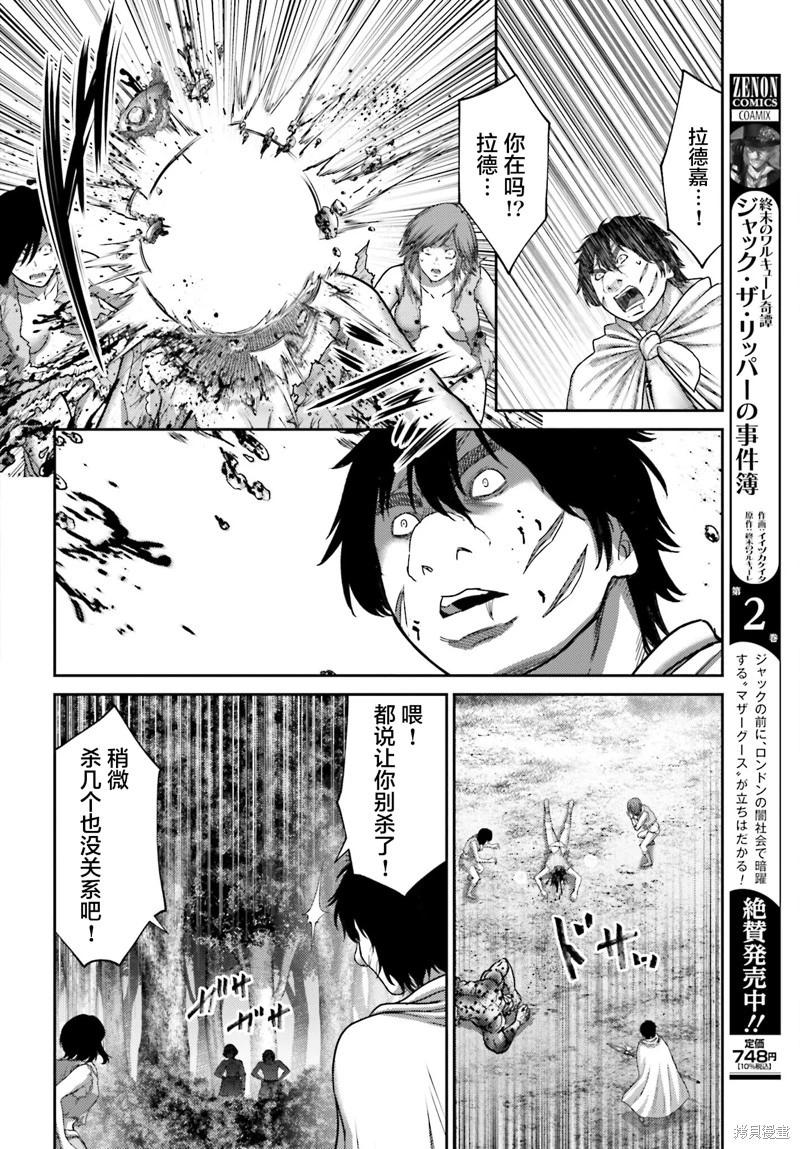 拉德嘉…！
你在吗!?
拉德…
ドサッ
喂！
都说让你别杀了！
稍微
杀几个也没关系吧！
ガサ
ガサ
ZENON
COMICS
COAMIX
終末のワルキューレ奇譚
ジャック・ザ・リッパーの事件簿
作画：イイヅカケイタ
原作：終末のワルキューレ
第2巻
ジャックの前に、ロンドンの闇社会で暗躍
する〝マザーグース〟が立ちはだかる！
絶賛発売中!!
定価
748円
【10%税込】
拷貝漫畫